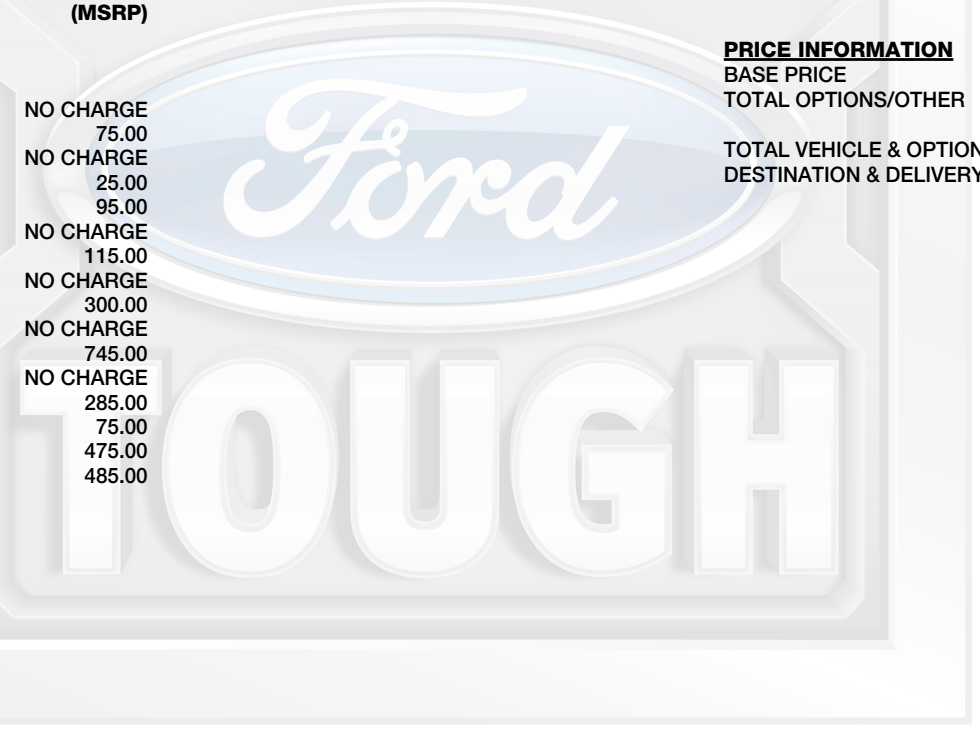 (MSRP)
NO CHARGE
75.00
NO CHARGE
25.00
95.00
NO CHARGE
115.00
NO CHARGE
300.00
NO CHARGE
745.00
NO CHARGE
285.00
75.00
475.00
485.00
PRICE INFORMATION
BASE PRICE
TOTAL OPTIONS/OTHER
TOTAL VEHICLE & OPTION
DESTINATION & DELIVERY
Ford
TOUGH